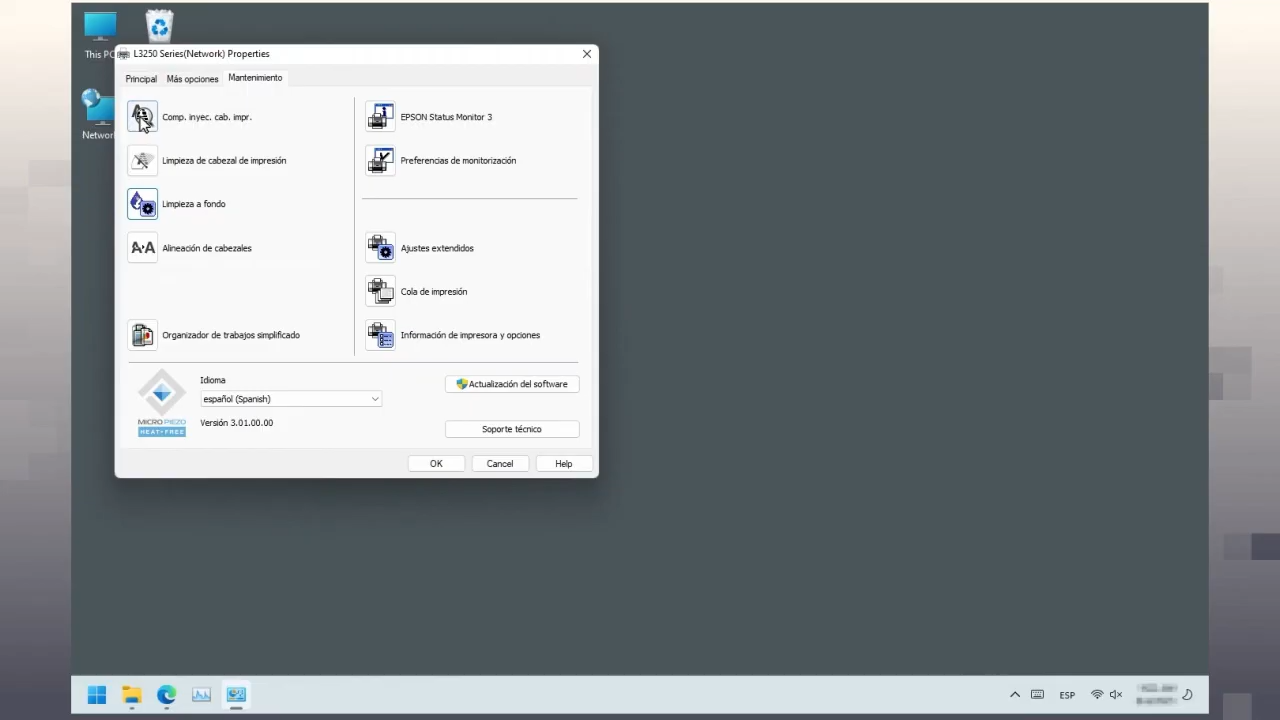 This PC
L3250 Series(Network) Properties
Principal
Más opciones
Mantenimiento
Network
Comp. inyec. cab. impr.
EPSON Status Monitor 3
Limpieza de cabezal de impresión
Preferencias de monitorización
Limpieza a fondo
A
A
Alineación de cabezales
Ajustes extendidos
Cola de impresión
Organizador de trabajos simplificado
Información de impresora y opciones
Idioma
español (Spanish)
Versión 3.01.00.00
MICRO PIEZO
HEAT-FREE
Actualización del software
Soporte técnico
OK
Cancel
Help
ESP